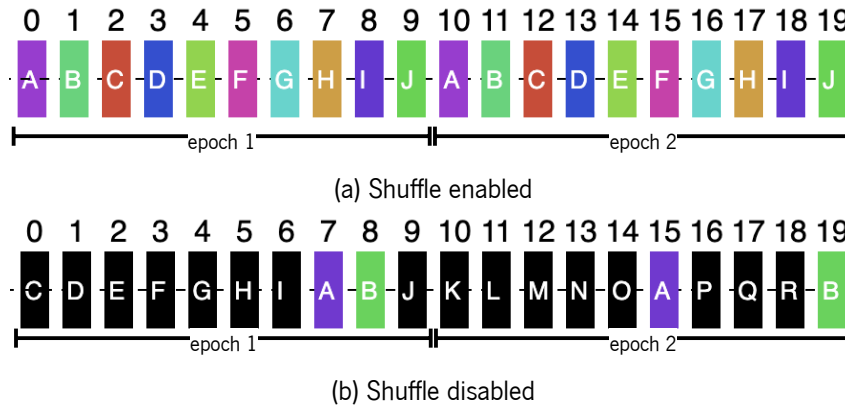 0 1 2 3 4 5 6 7 8 9 10 11 12 13 14 15 16 17 18 19
A B C D E F G H I J A B C D E F G H I J
epoch 1 epoch 2
(a) Shuffle enabled
0 1 2 3 4 5 6 7 8 9 10 11 12 13 14 15 16 17 18 19
C D E F G H I A B J K L M N O A P Q R B
epoch 1 epoch 2
(b) Shuffle disabled